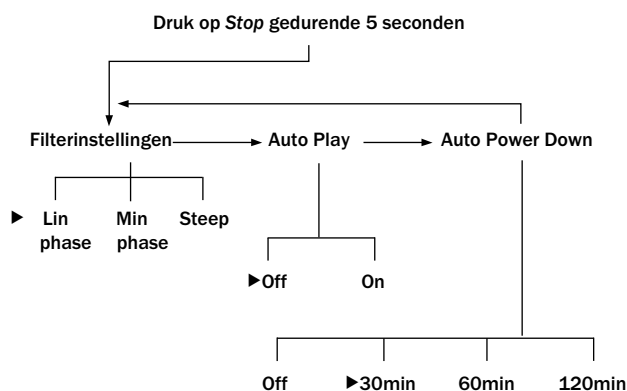 Druk op Stop gedurende 5 seconden
Filterinstellingen Auto Play Auto Power Down
Lin phase Min phase Steep
Off On
Off 30min 60min 120min